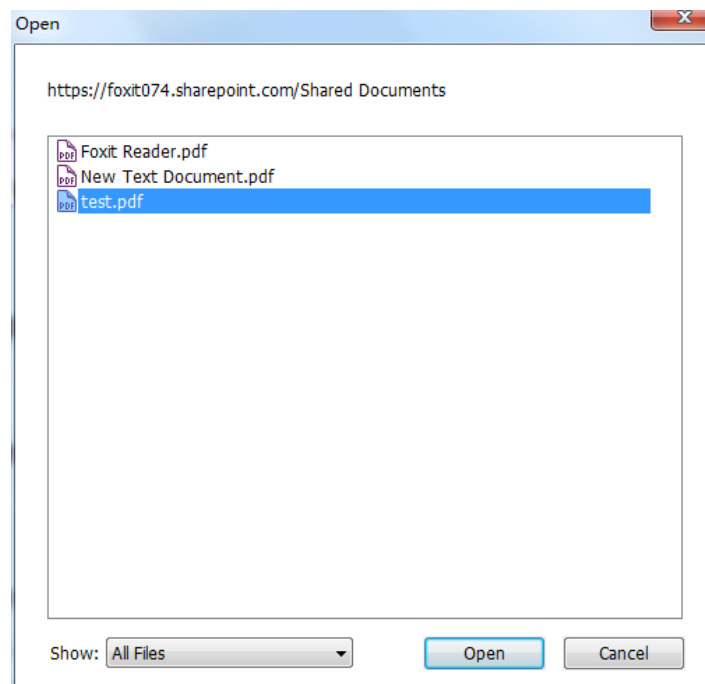 Open
https://foxit074.sharepoint.com/Shared Documents
PDF Foxit Reader.pdf
PDF New Text Document.pdf
PDF test.pdf
Show: All Files Open Cancel